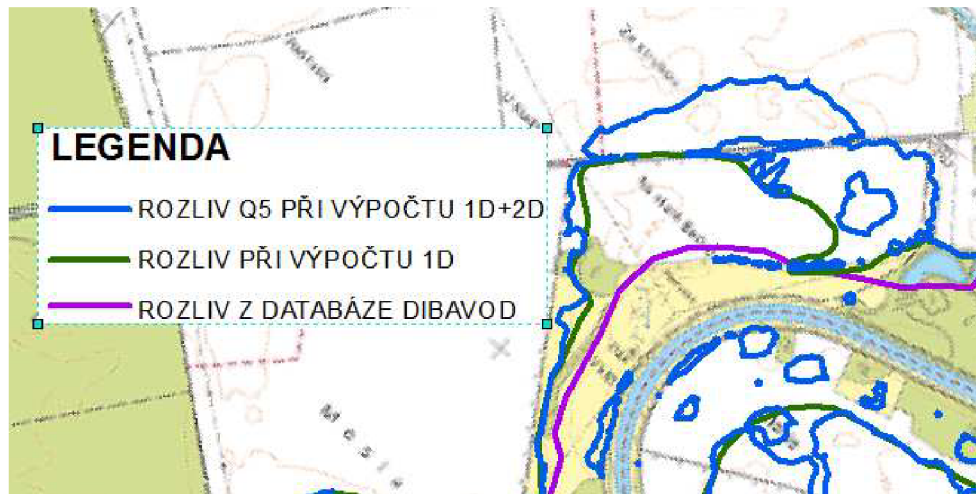 LEGENDA
ROZLIV Q5 PŘI VÝPOČTU 1D+2D
ROZLIV PŘI VÝPOČTU 1D
ROZLIV Z DATABÁZE DIBAVOD